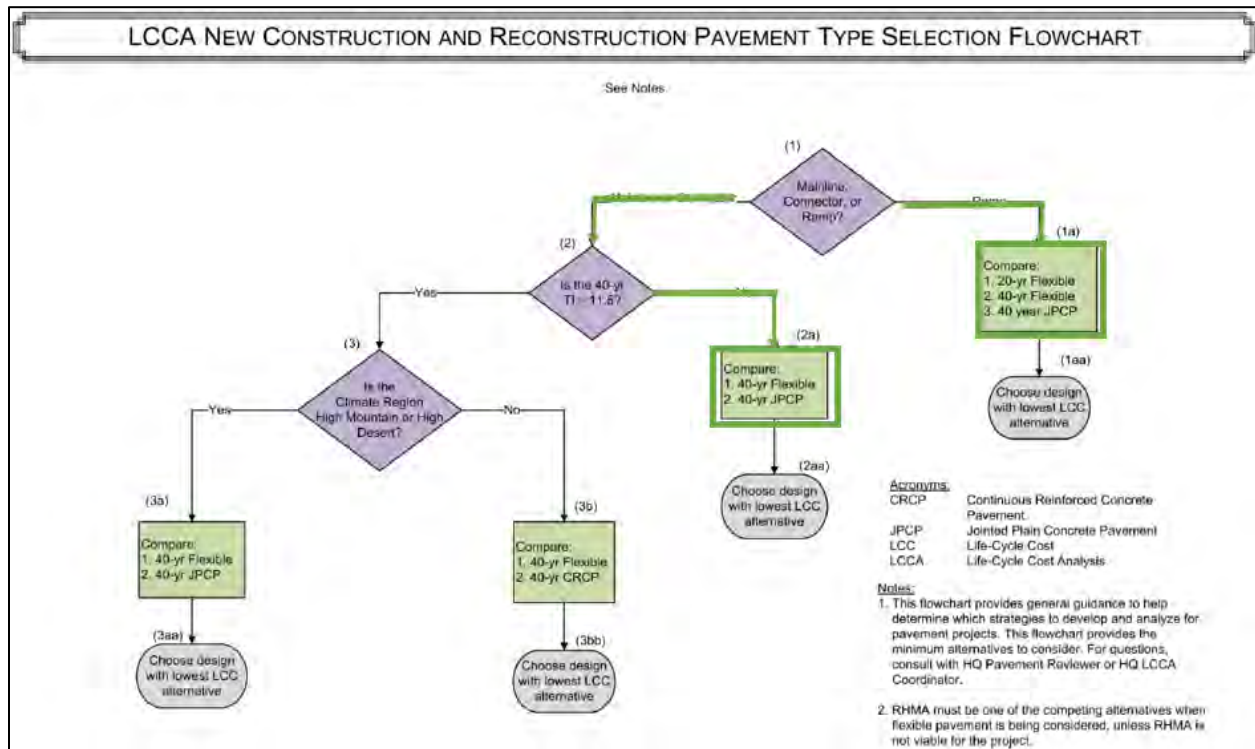 LCCA NEW CONSTRUCTION AND RECONSTRUCTION PAVEMENT TYPE SELECTION FLOWCHART
See Notes
(1)
Mainline,
Connector, or
Ramp?
(1a)
Compare:
1. 20-yr Flexible
2. 40-yr Flexible
3. 40 year JPCP
(1aa)
Choose design
with lowest LCC
alternative
(2)
Is the 40-yr
TI 11.5?
Yes
(2a)
Compare:
1. 40-yr Flexible
2. 40-yr JPCP
(2aa)
Choose design
with lowest LCC
alternative
(3)
Is the
Climate Region
High Mountain or High
Desert?
Yes
No
(3a)
Compare:
1. 40-yr Flexible
2. 40-yr JPCP
(3aa)
Choose design
with lowest LCC
alternative
(3b)
Compare:
1. 40-yr Flexible
2. 40-yr CRCP
(3bb)
Choose design
with lowest LCC
alternative
Acronyms:
CRCP Continuous Reinforced Concrete
Pavement
JPCP Jointed Plain Concrete Pavement
LCC Life-Cycle Cost
LCCA Life-Cycle Cost Analysis
Notes:
1. This flowchart provides general guidance to help
determine which strategies to develop and analyze for
pavement projects. This flowchart provides the
minimum alternatives to consider. For questions,
consult with HQ Pavement Reviewer or HQ LCCA
Coordinator.
2. RHMA must be one of the competing alternatives when
flexible pavement is being considered, unless RHMA is
not viable for the project.